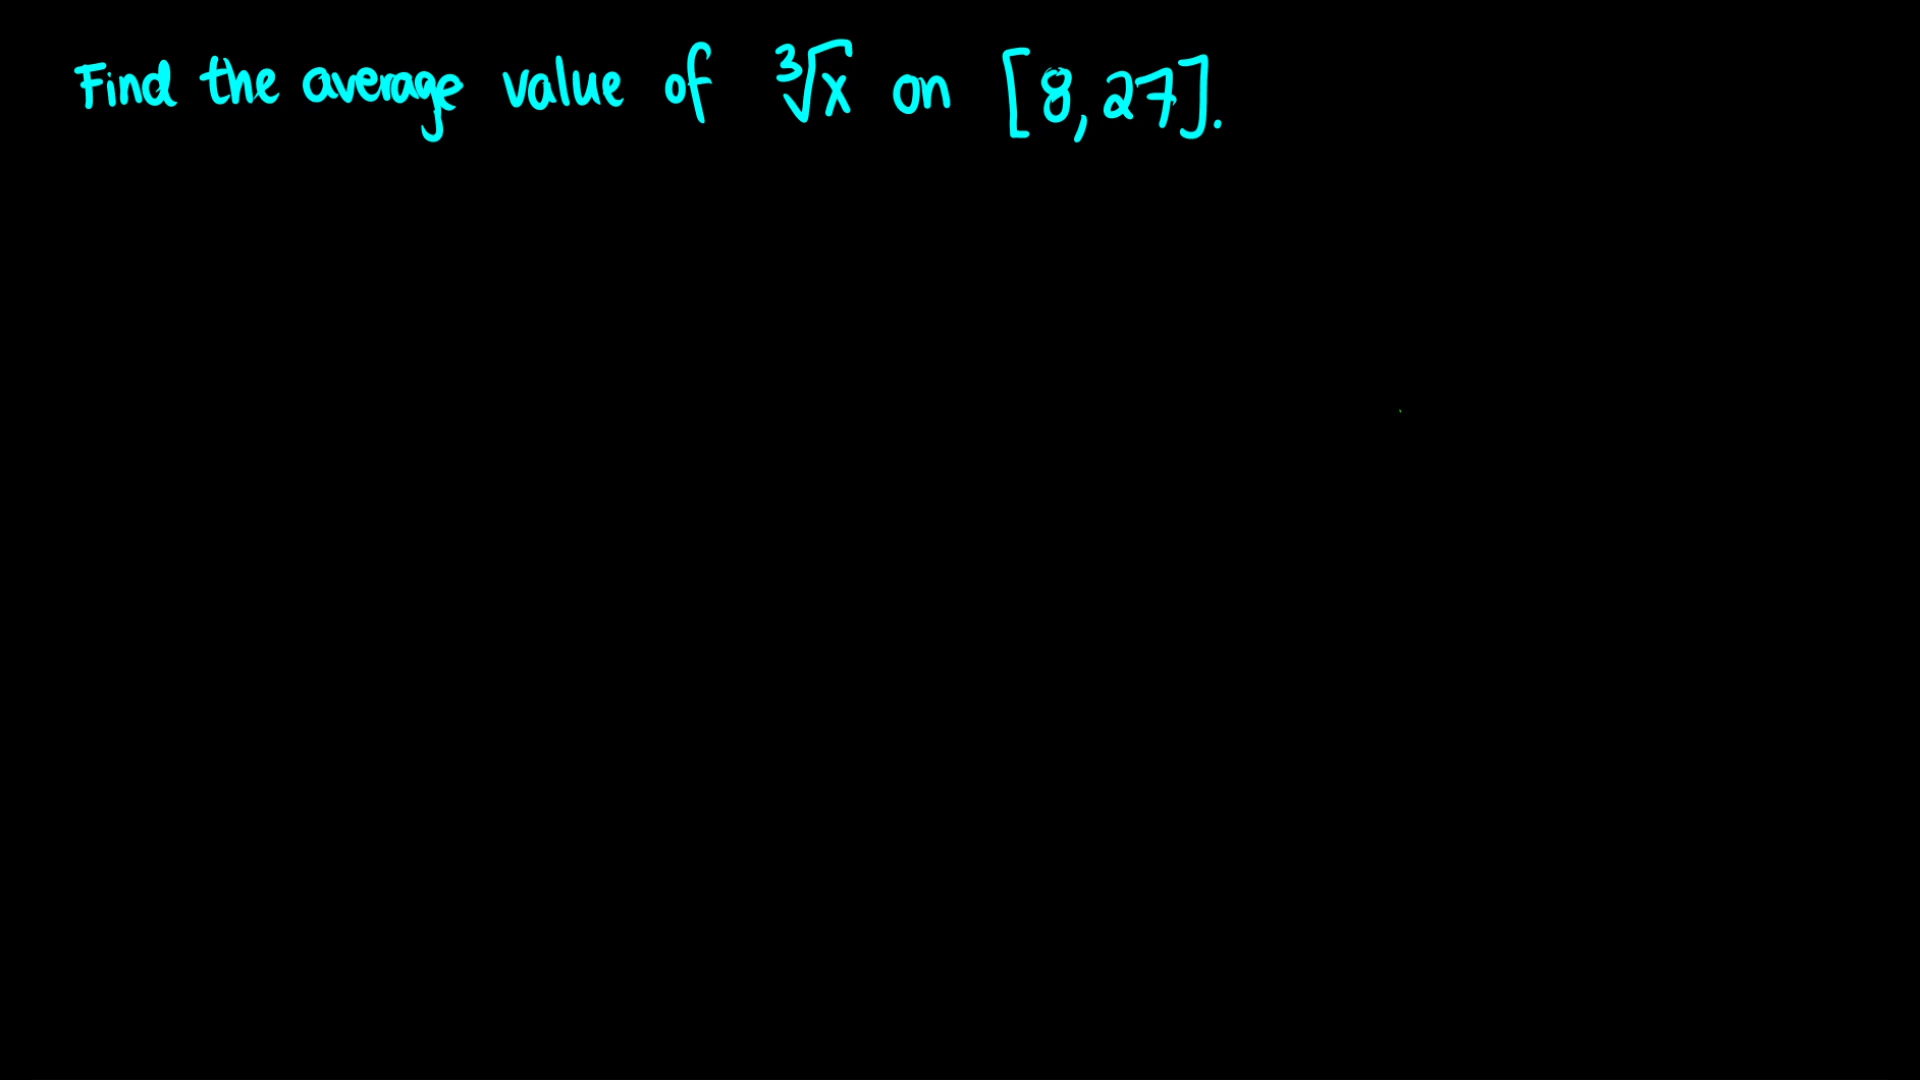 Find the average value of ∛x on [8,27].